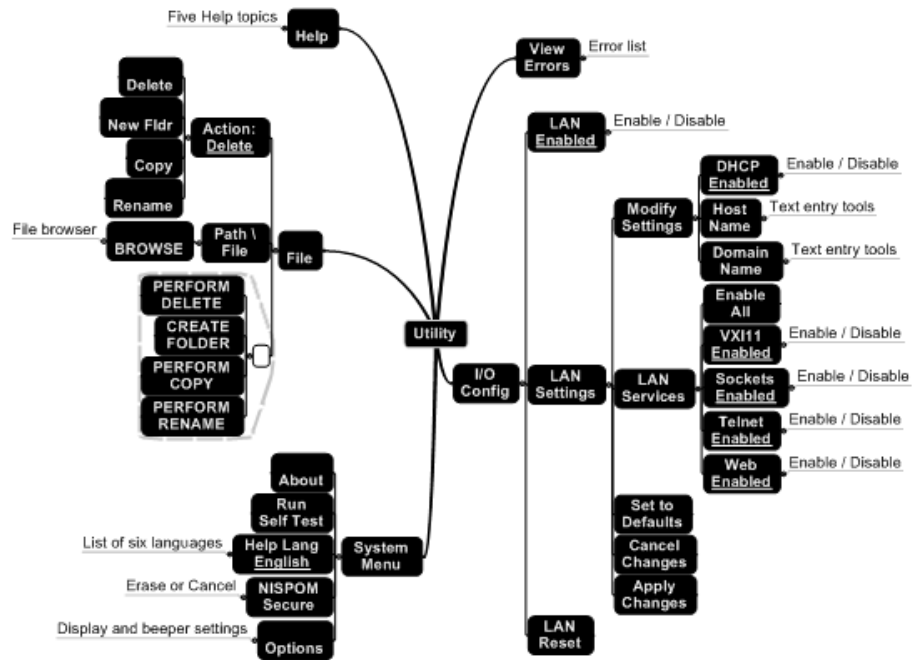 Five Help topics
Help
View
Errors
Error list
Delete
New Fldr
Copy
Rename
Action:
Delete
File browser
BROWSE
Path \
File
File
PERFORM
DELETE
CREATE
FOLDER
PERFORM
COPY
PERFORM
RENAME
Utility
I/O
Config
LAN
Enabled
Enable / Disable
LAN
Settings
Modify
Settings
DHCP
Enabled
Enable / Disable
Host
Name
Text entry tools
Domain
Name
Text entry tools
LAN
Services
Enable
All
VXI11
Enabled
Enable / Disable
Sockets
Enabled
Enable / Disable
Telnet
Enabled
Enable / Disable
Web
Enabled
Enable / Disable
Set to
Defaults
Cancel
Changes
Apply
Changes
LAN
Reset
System
Menu
About
Run
Self Test
List of six languages
Help Lang
English
Erase or Cancel
NISPOM
Secure
Display and beeper settings
Options